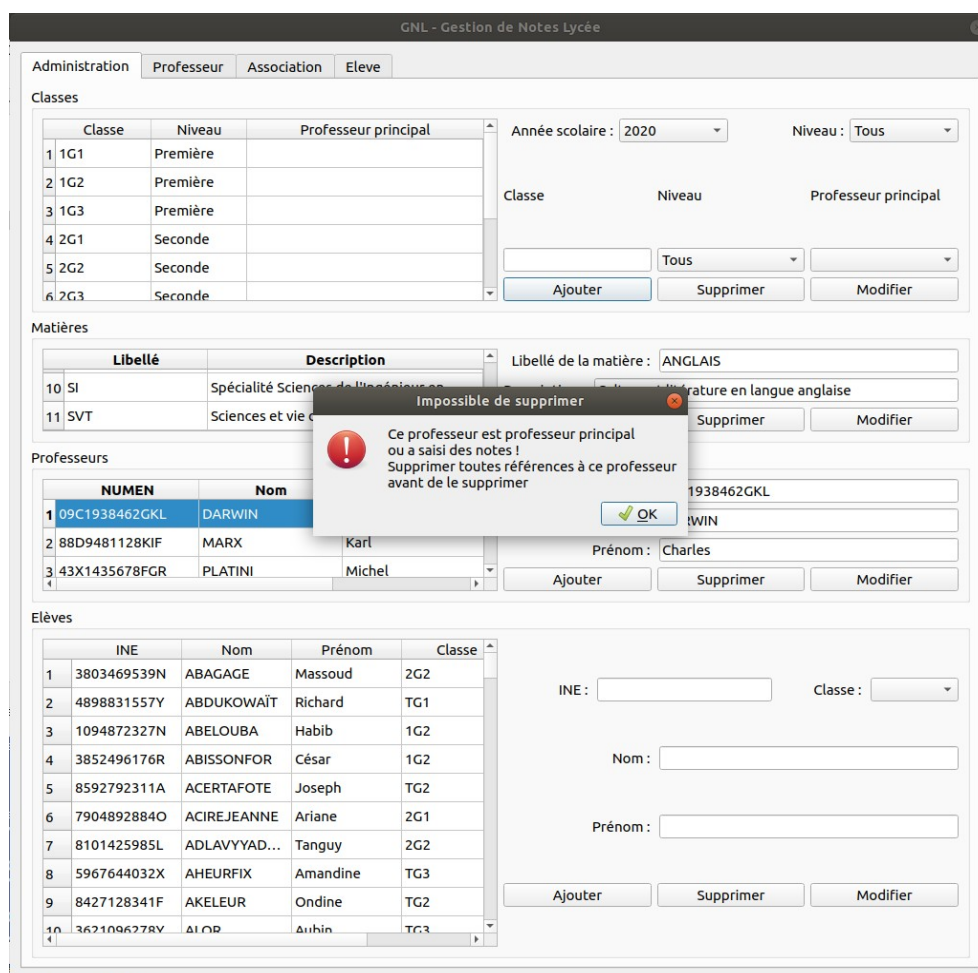 GNL - Gestion de Notes Lycée
Administration Professeur Association Eleve
Classes
Classe Niveau Professeur principal
1 1G1 Première
2 1G2 Première
3 1G3 Première
4 2G1 Seconde
5 2G2 Seconde
6 2G3 Seconde
Année scolaire : 2020 Niveau : Tous
Classe Niveau Professeur principal
Tous
Ajouter Supprimer Modifier
Matières
Libellé Description
10 SI Spécialité Sciences de l'Ingénieur en
11 SVT Sciences et vie
Libellé de la matière : ANGLAIS
littérature en langue anglaise
Supprimer Modifier
Impossible de supprimer
Ce professeur est professeur principal
ou a saisi des notes !
Supprimer toutes références à ce professeur
avant de le supprimer
OK
Professeurs
NUMEN Nom
1 09C1938462GKL DARWIN
2 88D9481128KIF MARX Karl
3 43X1435678FGR PLATINI Michel
1938462GKL
WIN
Prénom : Charles
Ajouter Supprimer Modifier
Elèves
INE Nom Prénom Classe
1 3803469539N ABAGAGE Massoud 2G2
2 4898831557Y ABDUKOWAÏT Richard TG1
3 1094872327N ABELOUBA Habib 1G2
4 3852496176R ABISSONFOR César 1G2
5 8592792311A ACERTAFOTE Joseph TG2
6 7904892884O ACIREJEANNE Ariane 2G1
7 8101425985L ADLAVYYAD... Tanguy 2G2
8 5967644032X AHEURFIX Amandine TG3
9 8427128341F AKELEUR Ondine TG2
10 3621096278Y ALOR Aubin TG3
INE : Classe :
Nom :
Prénom :
Ajouter Supprimer Modifier